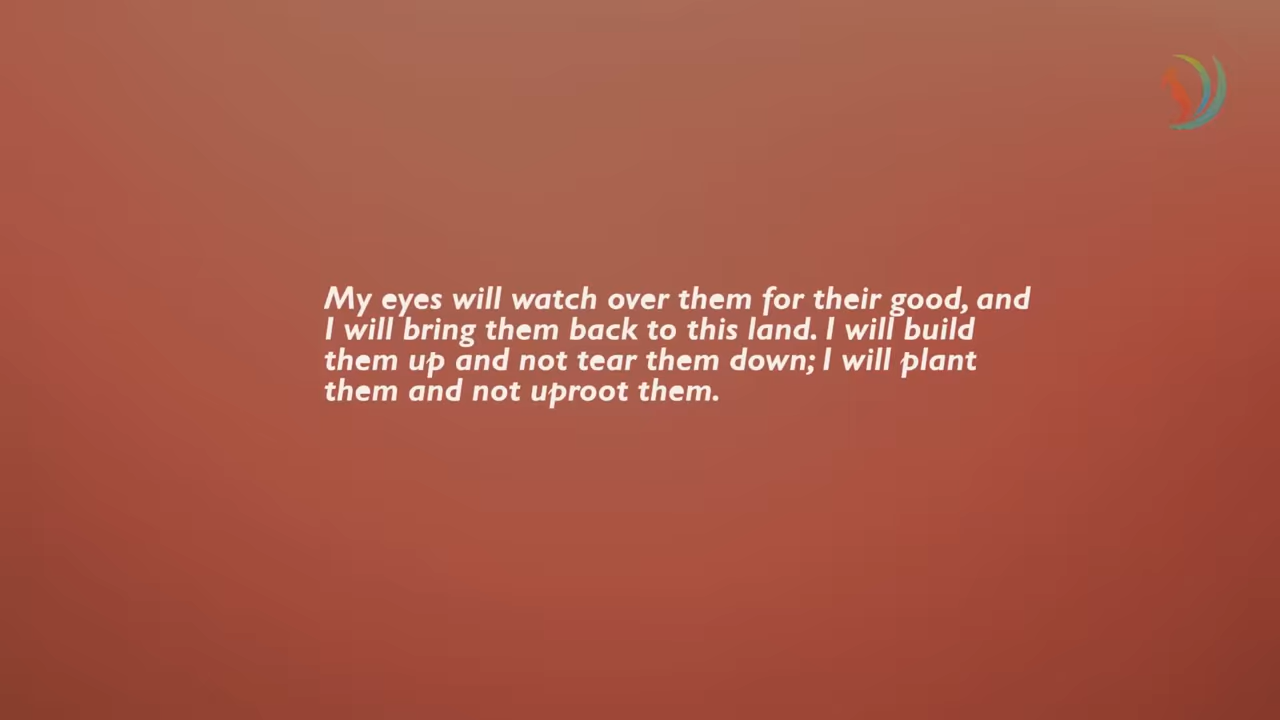 My eyes will watch over them for their good, and
I will bring them back to this land. I will build
them up and not tear them down; I will plant
them and not uproot them.